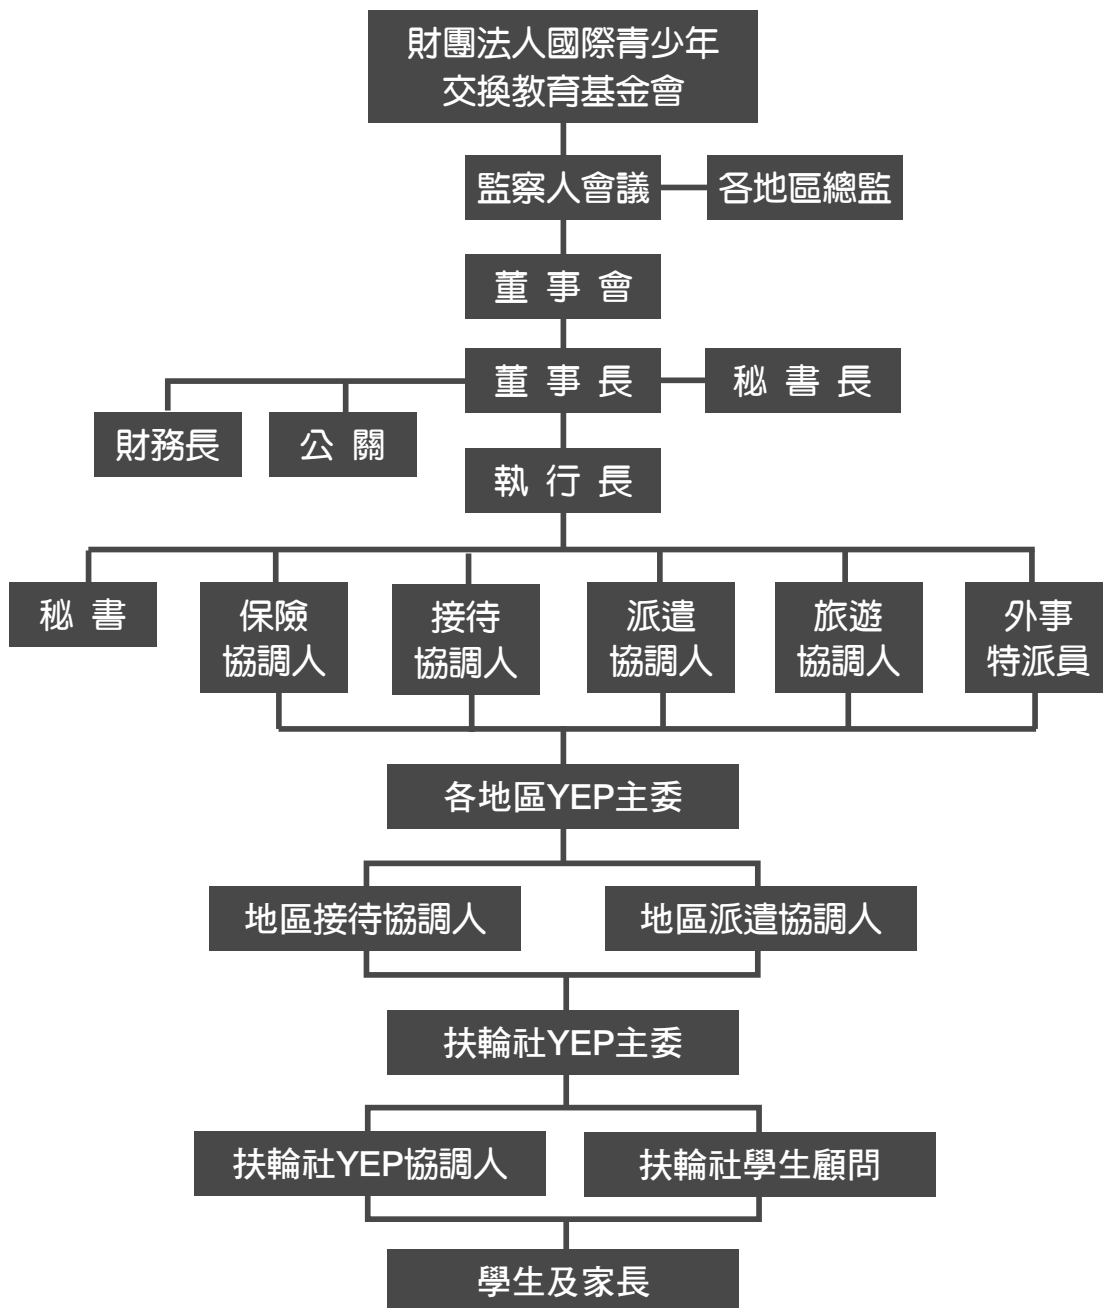 財團法人國際青少年
交換教育基金會
監察人會議
各地區總監
董 事 會
董 事 長
秘 書 長
財務長
公 關
執 行 長
秘 書
保險
協調人
接待
協調人
派遣
協調人
旅遊
協調人
外事
特派員
各地區YEP主委
地區接待協調人
地區派遣協調人
扶輪社YEP主委
扶輪社YEP協調人
扶輪社學生顧問
學生及家長